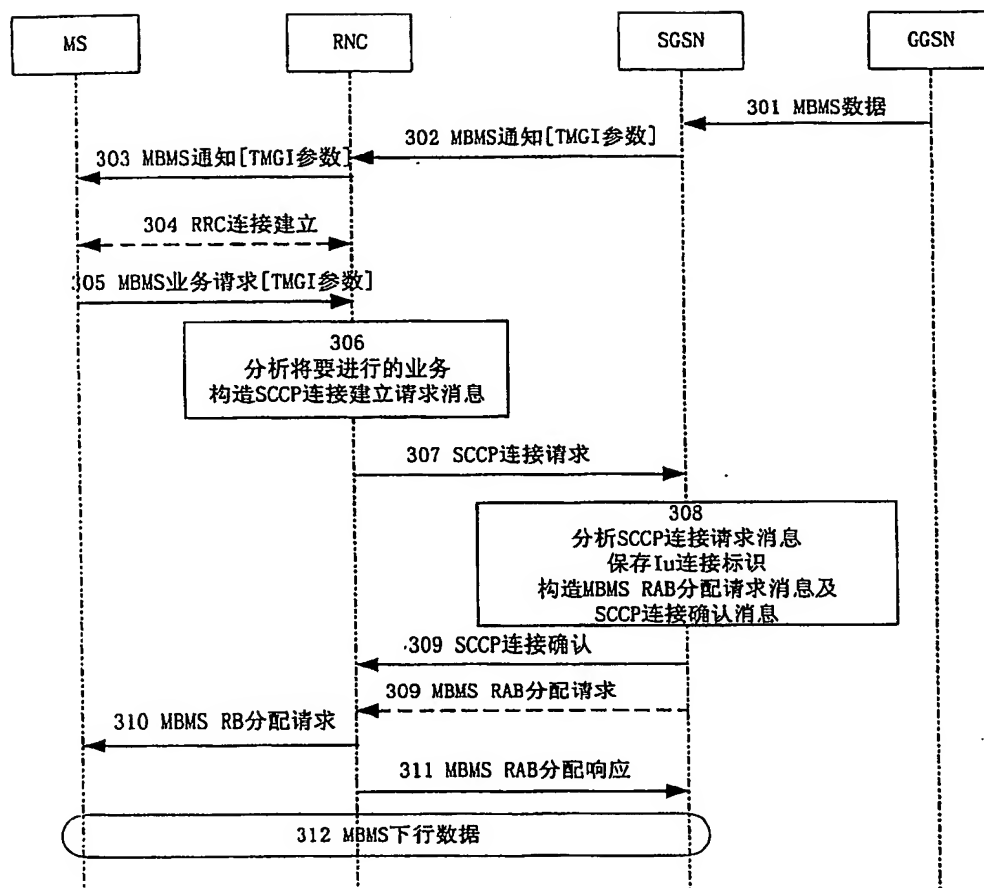 MS
RNC
SGSN
GGSN
301 MBMS数据
302 MBMS通知[TMGI参数]
303 MBMS通知[TMGI参数]
304 RRC连接建立
305 MBMS业务请求[TMGI参数]
306
分析将要进行的业务
构造SCCP连接建立请求消息
307 SCCP连接请求
308
分析SCCP连接请求消息
保存Iu连接标识
构造MBMS RAB分配请求消息及
SCCP连接确认消息
309 SCCP连接确认
309 MBMS RAB分配请求
310 MBMS RB分配请求
311 MBMS RAB分配响应
312 MBMS下行数据